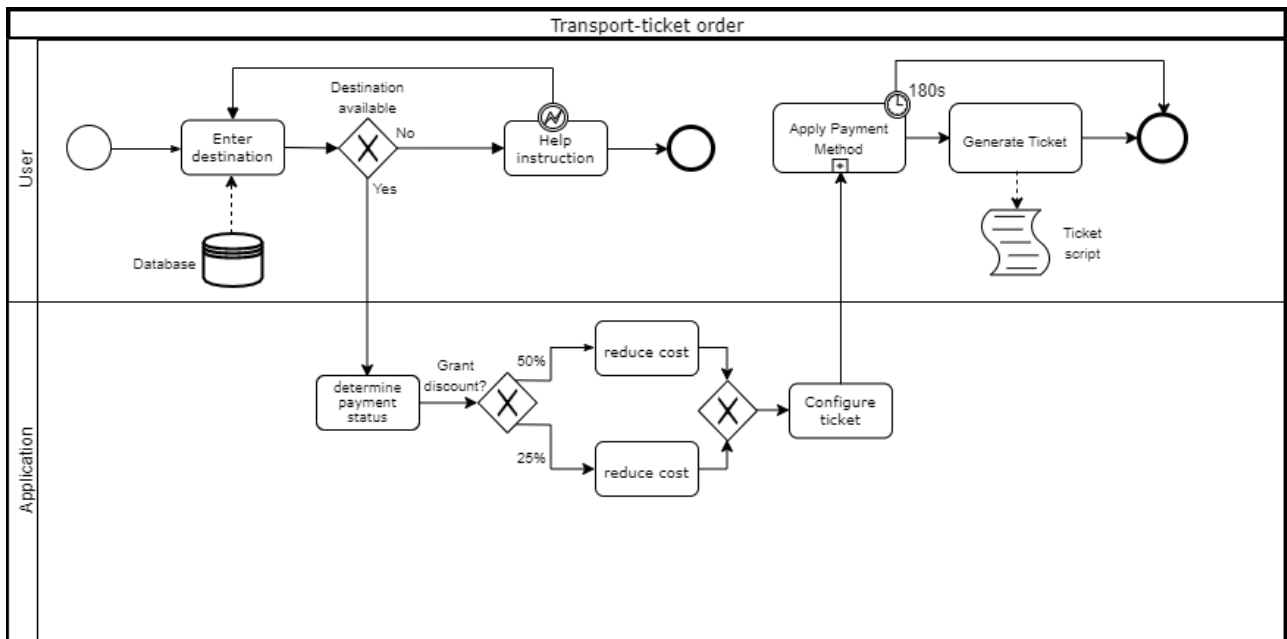 Transport-ticket order
User
Destination
available
Enter
destination
No
Help
instruction
Yes
Database
180s
Apply Payment
Method
Generate Ticket
Ticket
script
Application
determine
payment
status
Grant
discount?
50%
reduce cost
25%
reduce cost
Configure
ticket